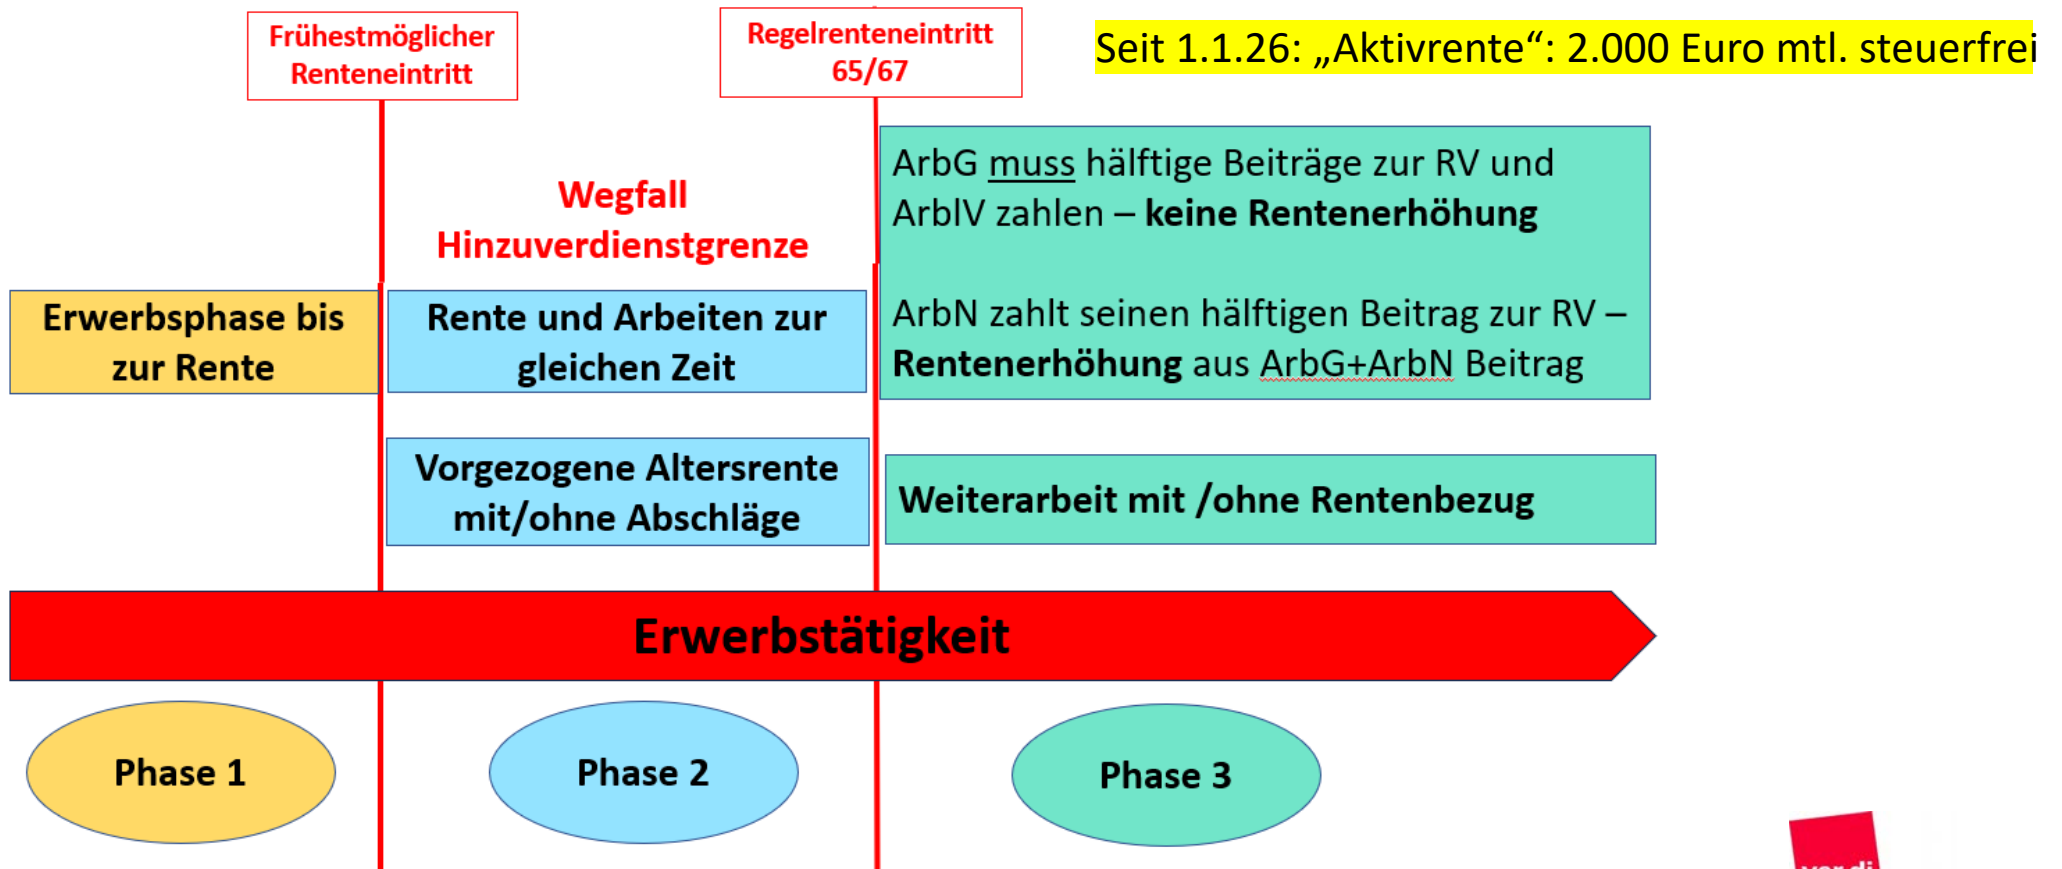 Frühestmöglicher
Renteneintritt
Regelrenteneintritt
65/67
Seit 1.1.26: „Aktivrente“: 2.000 Euro mtl. steuerfrei
Wegfall
Hinzuverdienstgrenze
ArbG muss hälftige Beiträge zur RV und
ArblV zahlen – keine Rentenerhöhung
ArbN zahlt seinen hälftigen Beitrag zur RV –
Rentenerhöhung aus ArbG+ArbN Beitrag
Erwerbsphase bis
zur Rente
Rente und Arbeiten zur
gleichen Zeit
Vorgezogene Altersrente
mit/ohne Abschläge
Weiterarbeit mit /ohne Rentenbezug
Erwerbstätigkeit
Phase 1
Phase 2
Phase 3